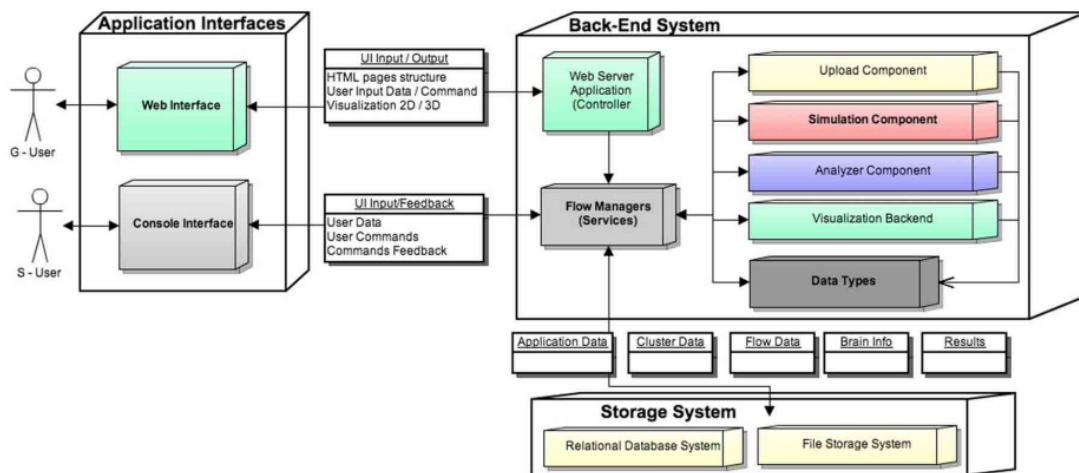 Application Interfaces
Back-End System
UI Input / Output
HTML pages structure
User Input Data / Command
Visualization 2D / 3D
Web Interface
G - User
Web Server
Application
(Controller
Upload Component
Simulation Component
Analyzer Component
Visualization Backend
Data Types
Console Interface
S - User
UI Input/Feedback
User Data
User Commands
Commands Feedback
Flow Managers
(Services)
Application Data
Cluster Data
Flow Data
Brain Info
Results
Storage System
Relational Database System
File Storage System